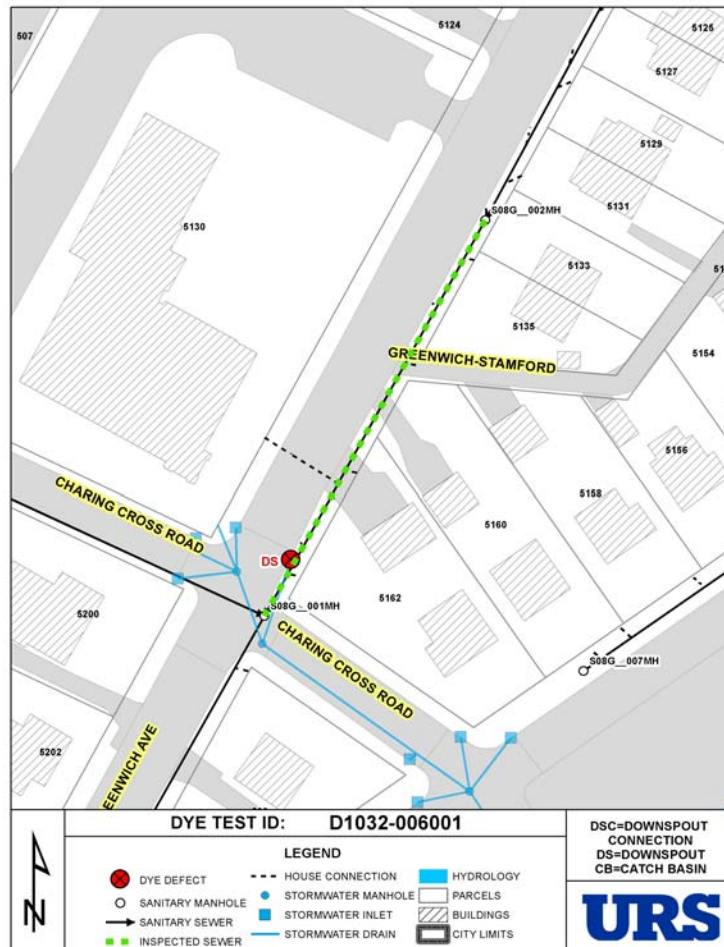 5124
507
5125
5127
5129
5131
S08G__002MH
5130
5133
5135
5154
GREENWICH-STAMFORD
5156
5158
5160
CHARING CROSS ROAD
DS
5162
S08G__001MH
5200
CHARING CROSS ROAD
S08G__007MH
5202
EENWICH AVE
DYE TEST ID: D1032-006001
LEGEND
DYE DEFECT
SANITARY MANHOLE
SANITARY SEWER
INSPECTED SEWER
HOUSE CONNECTION
STORMWATER MANHOLE
STORMWATER INLET
STORMWATER DRAIN
HYDROLOGY
PARCELS
BUILDINGS
CITY LIMITS
DSC=DOWNSPOUT
CONNECTION
DS=DOWNSPOUT
CB=CATCH BASIN
N
URS